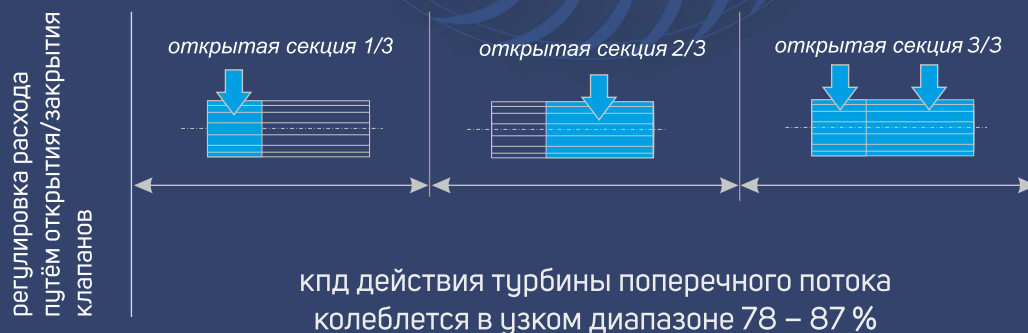 регулировка расхода
путём открытия/закрытия
клапанов
открытая секция 1/3
открытая секция 2/3
открытая секция 3/3
кпд действия турбины поперечного потока
колеблется в узком диапазоне 78 – 87 %